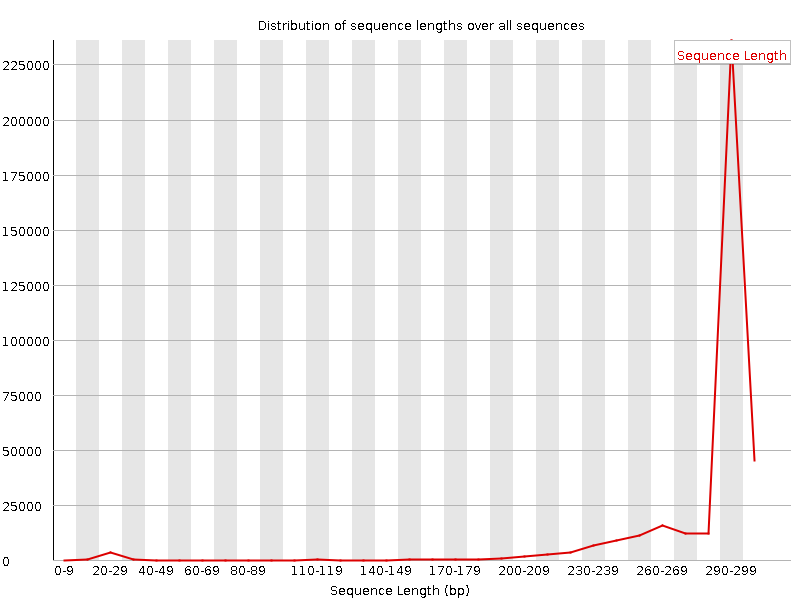 Distribution of sequence lengths over all sequences
Sequence Length
225000
200000
175000
150000
125000
100000
75000
50000
25000
0
0-9 20-29 40-49 60-69 80-89 110-119 140-149 170-179 200-209 230-239 260-269 290-299
Sequence Length (bp)